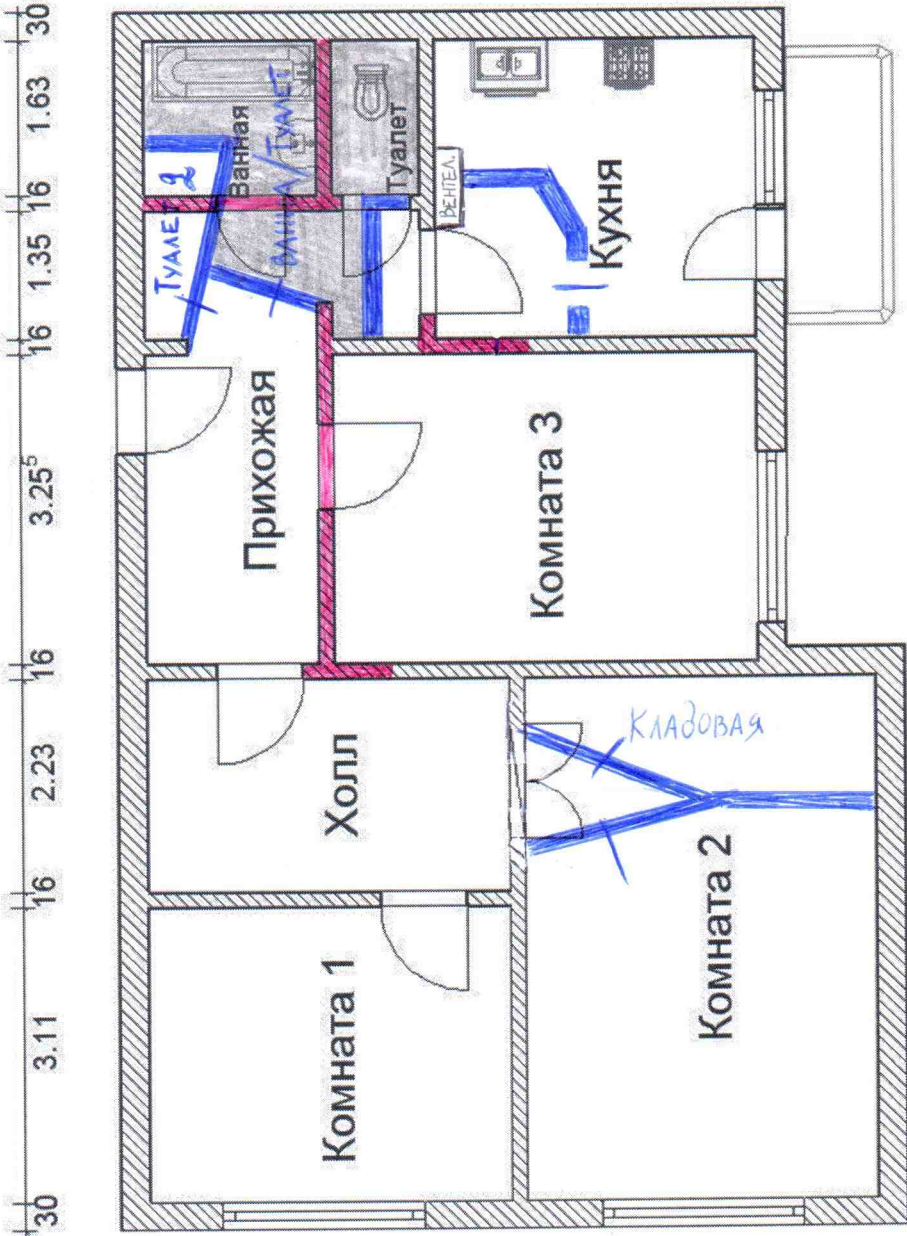 30
1.63
16
1.35
16
3.25⁵
16
2.23
16
3.11
30
Ванная
Туалет
Кухня
Прихожая
Комната 3
Холл
Комната 1
Комната 2
ТУАЛЕТ 2
ВАННА/ТУАЛЕТ
ВЕНТЕЛ.
КЛАДОВАЯ